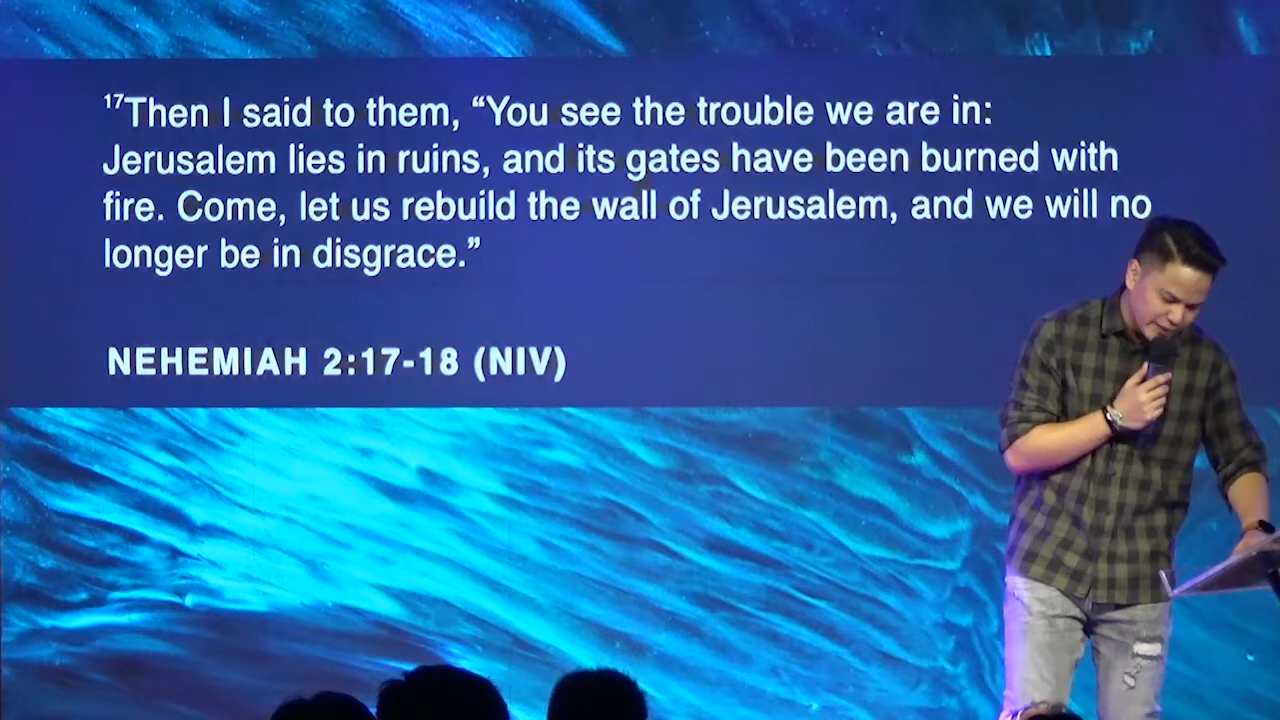 ¹⁷Then I said to them, “You see the trouble we are in:
Jerusalem lies in ruins, and its gates have been burned with
fire. Come, let us rebuild the wall of Jerusalem, and we will no
longer be in disgrace.”
NEHEMIAH 2:17-18 (NIV)